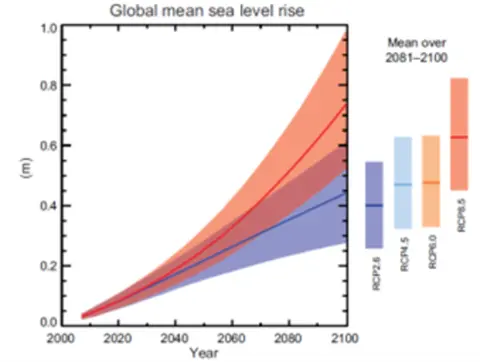 Global mean sea level rise
1.0
0.8
0.6
0.4
0.2
0.0
(m)
2000 2020 2040 2060 2080 2100
Year
Mean over
2081–2100
RCP2.6
RCP4.5
RCP6.0
RCP8.5